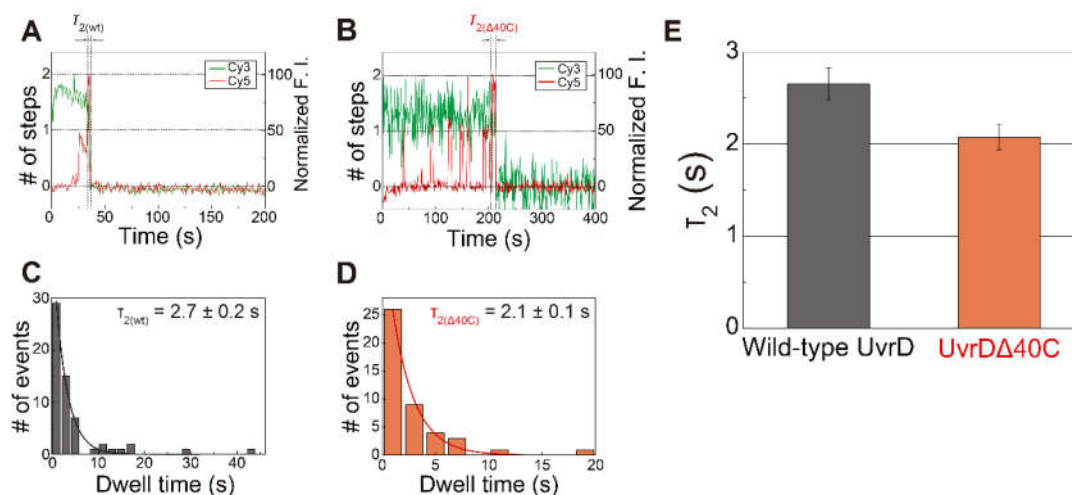 A
τ2(wt)
# of steps
2
1
0
Cy3
Cy5
100
50
0
Normalized F. I.
0 50 100 150 200
Time (s)
B
τ2(Δ40C)
# of steps
2
1
0
Cy3
Cy5
100
50
0
Normalized F. I.
0 100 200 300 400
Time (s)
C
τ2(wt) = 2.7 ± 0.2 s
# of events
30
20
10
0
0 10 20 30 40
Dwell time (s)
D
τ2(Δ40C) = 2.1 ± 0.1 s
# of events
25
20
15
10
5
0
0 5 10 15 20
Dwell time (s)
E
τ2 (s)
3
2
2
0
Wild-type UvrD
UvrDΔ40C